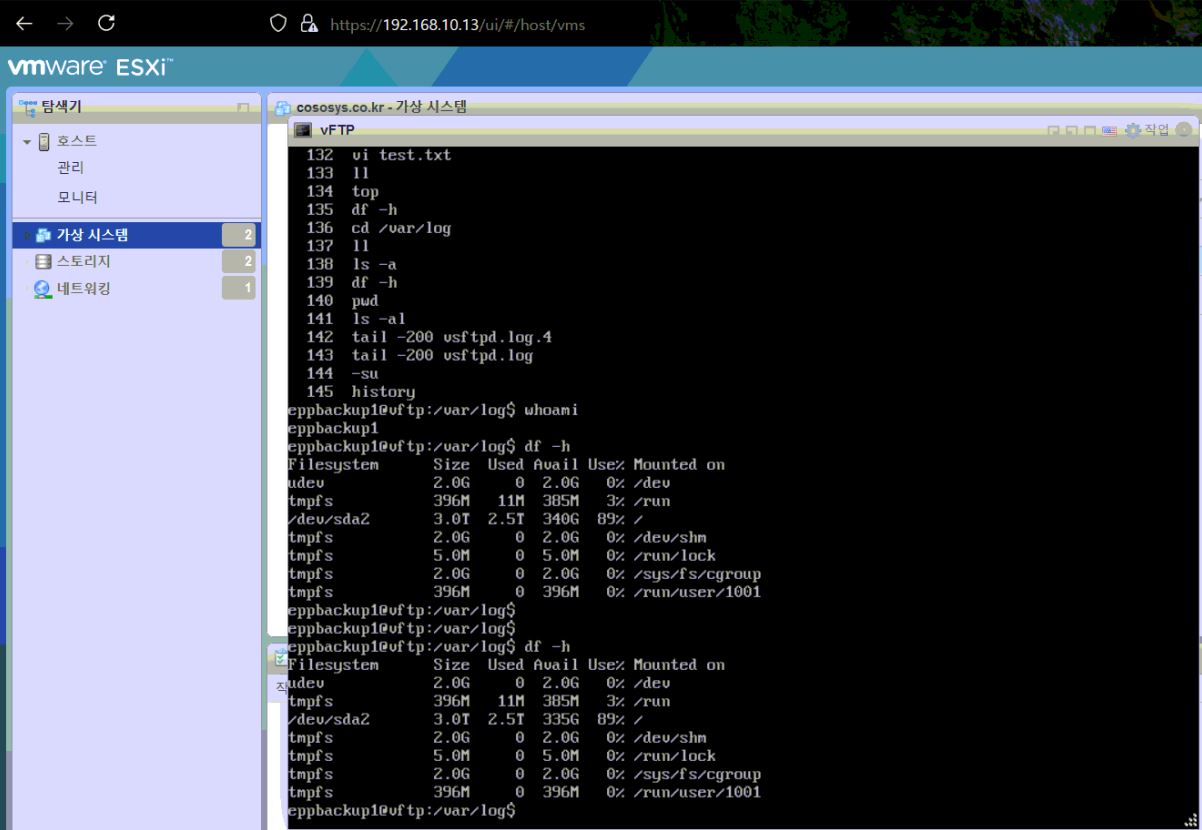 https://192.168.10.13/ui/#/host/vms
vmware ESXi™
탐색기
호스트
관리
모니터
가상 시스템 2
스토리지 2
네트워킹 1
cososys.co.kr - 가상 시스템
vFTP
작업
132 vi test.txt
133 ll
134 top
135 df -h
136 cd /var/log
137 ll
138 ls -a
139 df -h
140 pwd
141 ls -al
142 tail -200 vsftpd.log.4
143 tail -200 vsftpd.log
144 -su
145 history
eppbackup1@vftp:/var/log$ whoami
eppbackup1
eppbackup1@vftp:/var/log$ df -h
Filesystem Size Used Avail Use% Mounted on
udev 2.0G 0 2.0G 0% /dev
tmpfs 396M 11M 385M 3% /run
/dev/sda2 3.0T 2.5T 340G 89% /
tmpfs 2.0G 0 2.0G 0% /dev/shm
tmpfs 5.0M 0 5.0M 0% /run/lock
tmpfs 2.0G 0 2.0G 0% /sys/fs/cgroup
tmpfs 396M 0 396M 0% /run/user/1001
eppbackup1@vftp:/var/log$
eppbackup1@vftp:/var/log$
eppbackup1@vftp:/var/log$ df -h
Filesystem Size Used Avail Use% Mounted on
udev 2.0G 0 2.0G 0% /dev
tmpfs 396M 11M 385M 3% /run
/dev/sda2 3.0T 2.5T 335G 89% /
tmpfs 2.0G 0 2.0G 0% /dev/shm
tmpfs 5.0M 0 5.0M 0% /run/lock
tmpfs 2.0G 0 2.0G 0% /sys/fs/cgroup
tmpfs 396M 0 396M 0% /run/user/1001
eppbackup1@vftp:/var/log$